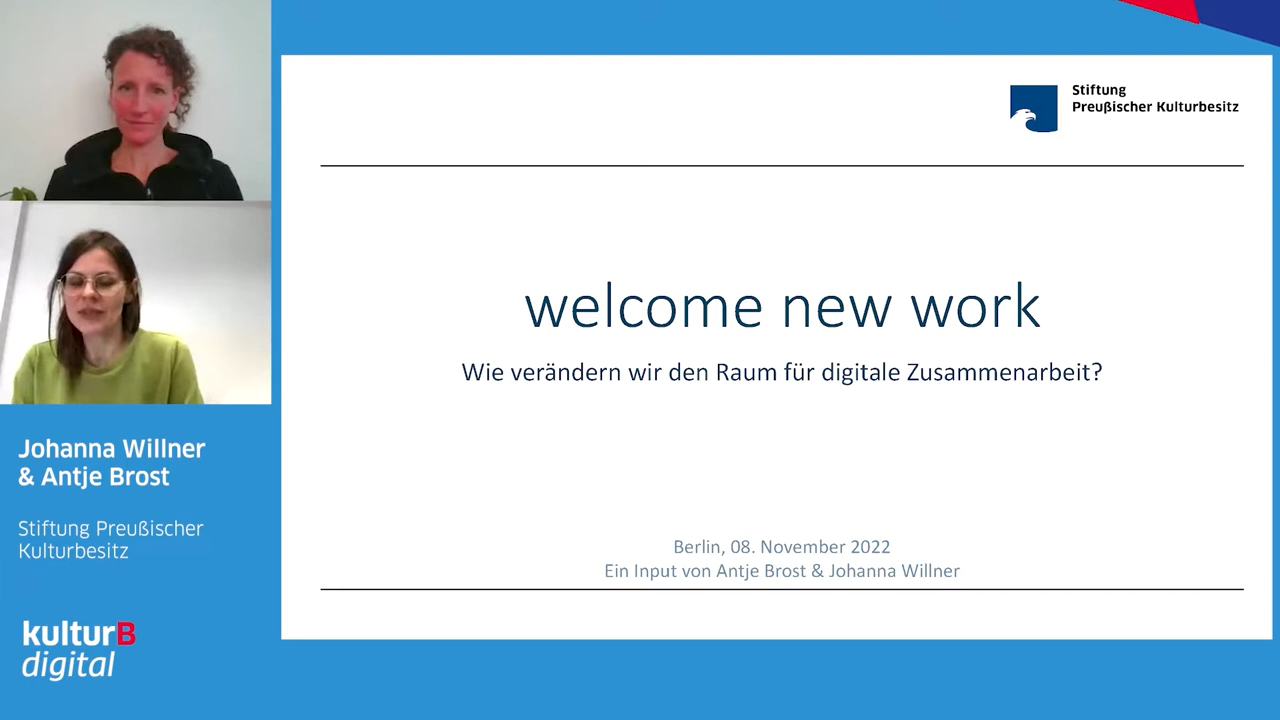 Johanna Willner
& Antje Brost
Stiftung Preußischer
Kulturbesitz
kulturB
digital
Stiftung
Preußischer Kulturbesitz
welcome new work
Wie verändern wir den Raum für digitale Zusammenarbeit?
Berlin, 08. November 2022
Ein Input von Antje Brost & Johanna Willner